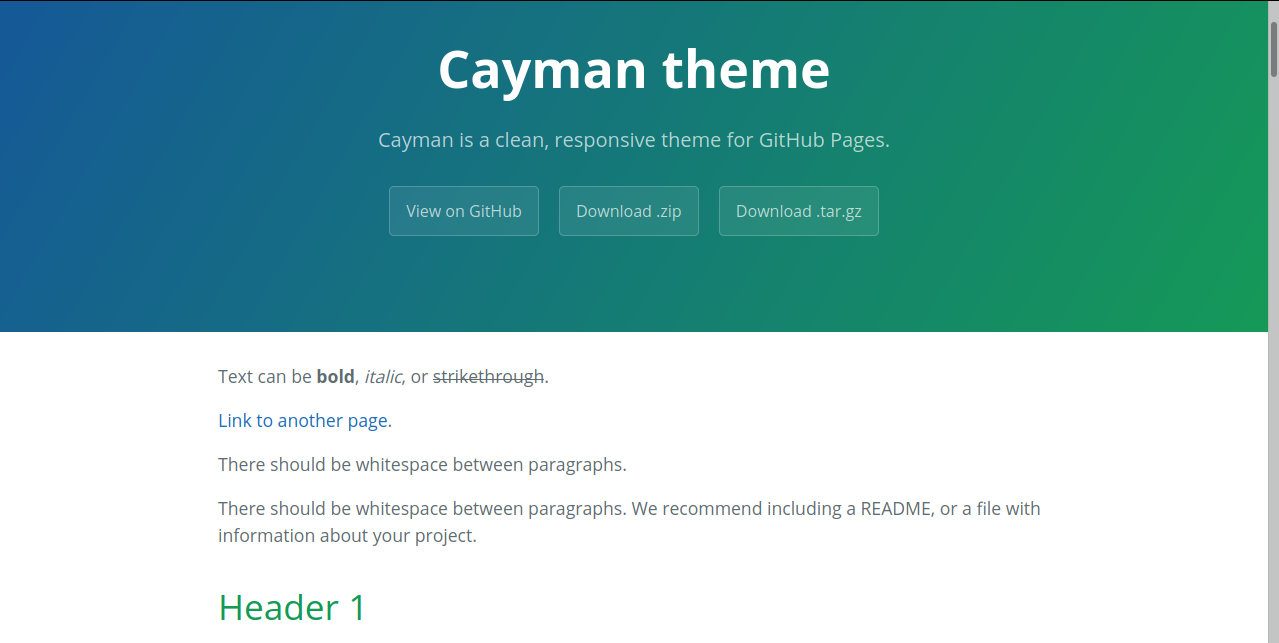 Cayman theme
Cayman is a clean, responsive theme for GitHub Pages.
View on GitHub
Download .zip
Download .tar.gz
Text can be bold, italic, or strikethrough.
Link to another page.
There should be whitespace between paragraphs.
There should be whitespace between paragraphs. We recommend including a README, or a file with
information about your project.
Header 1